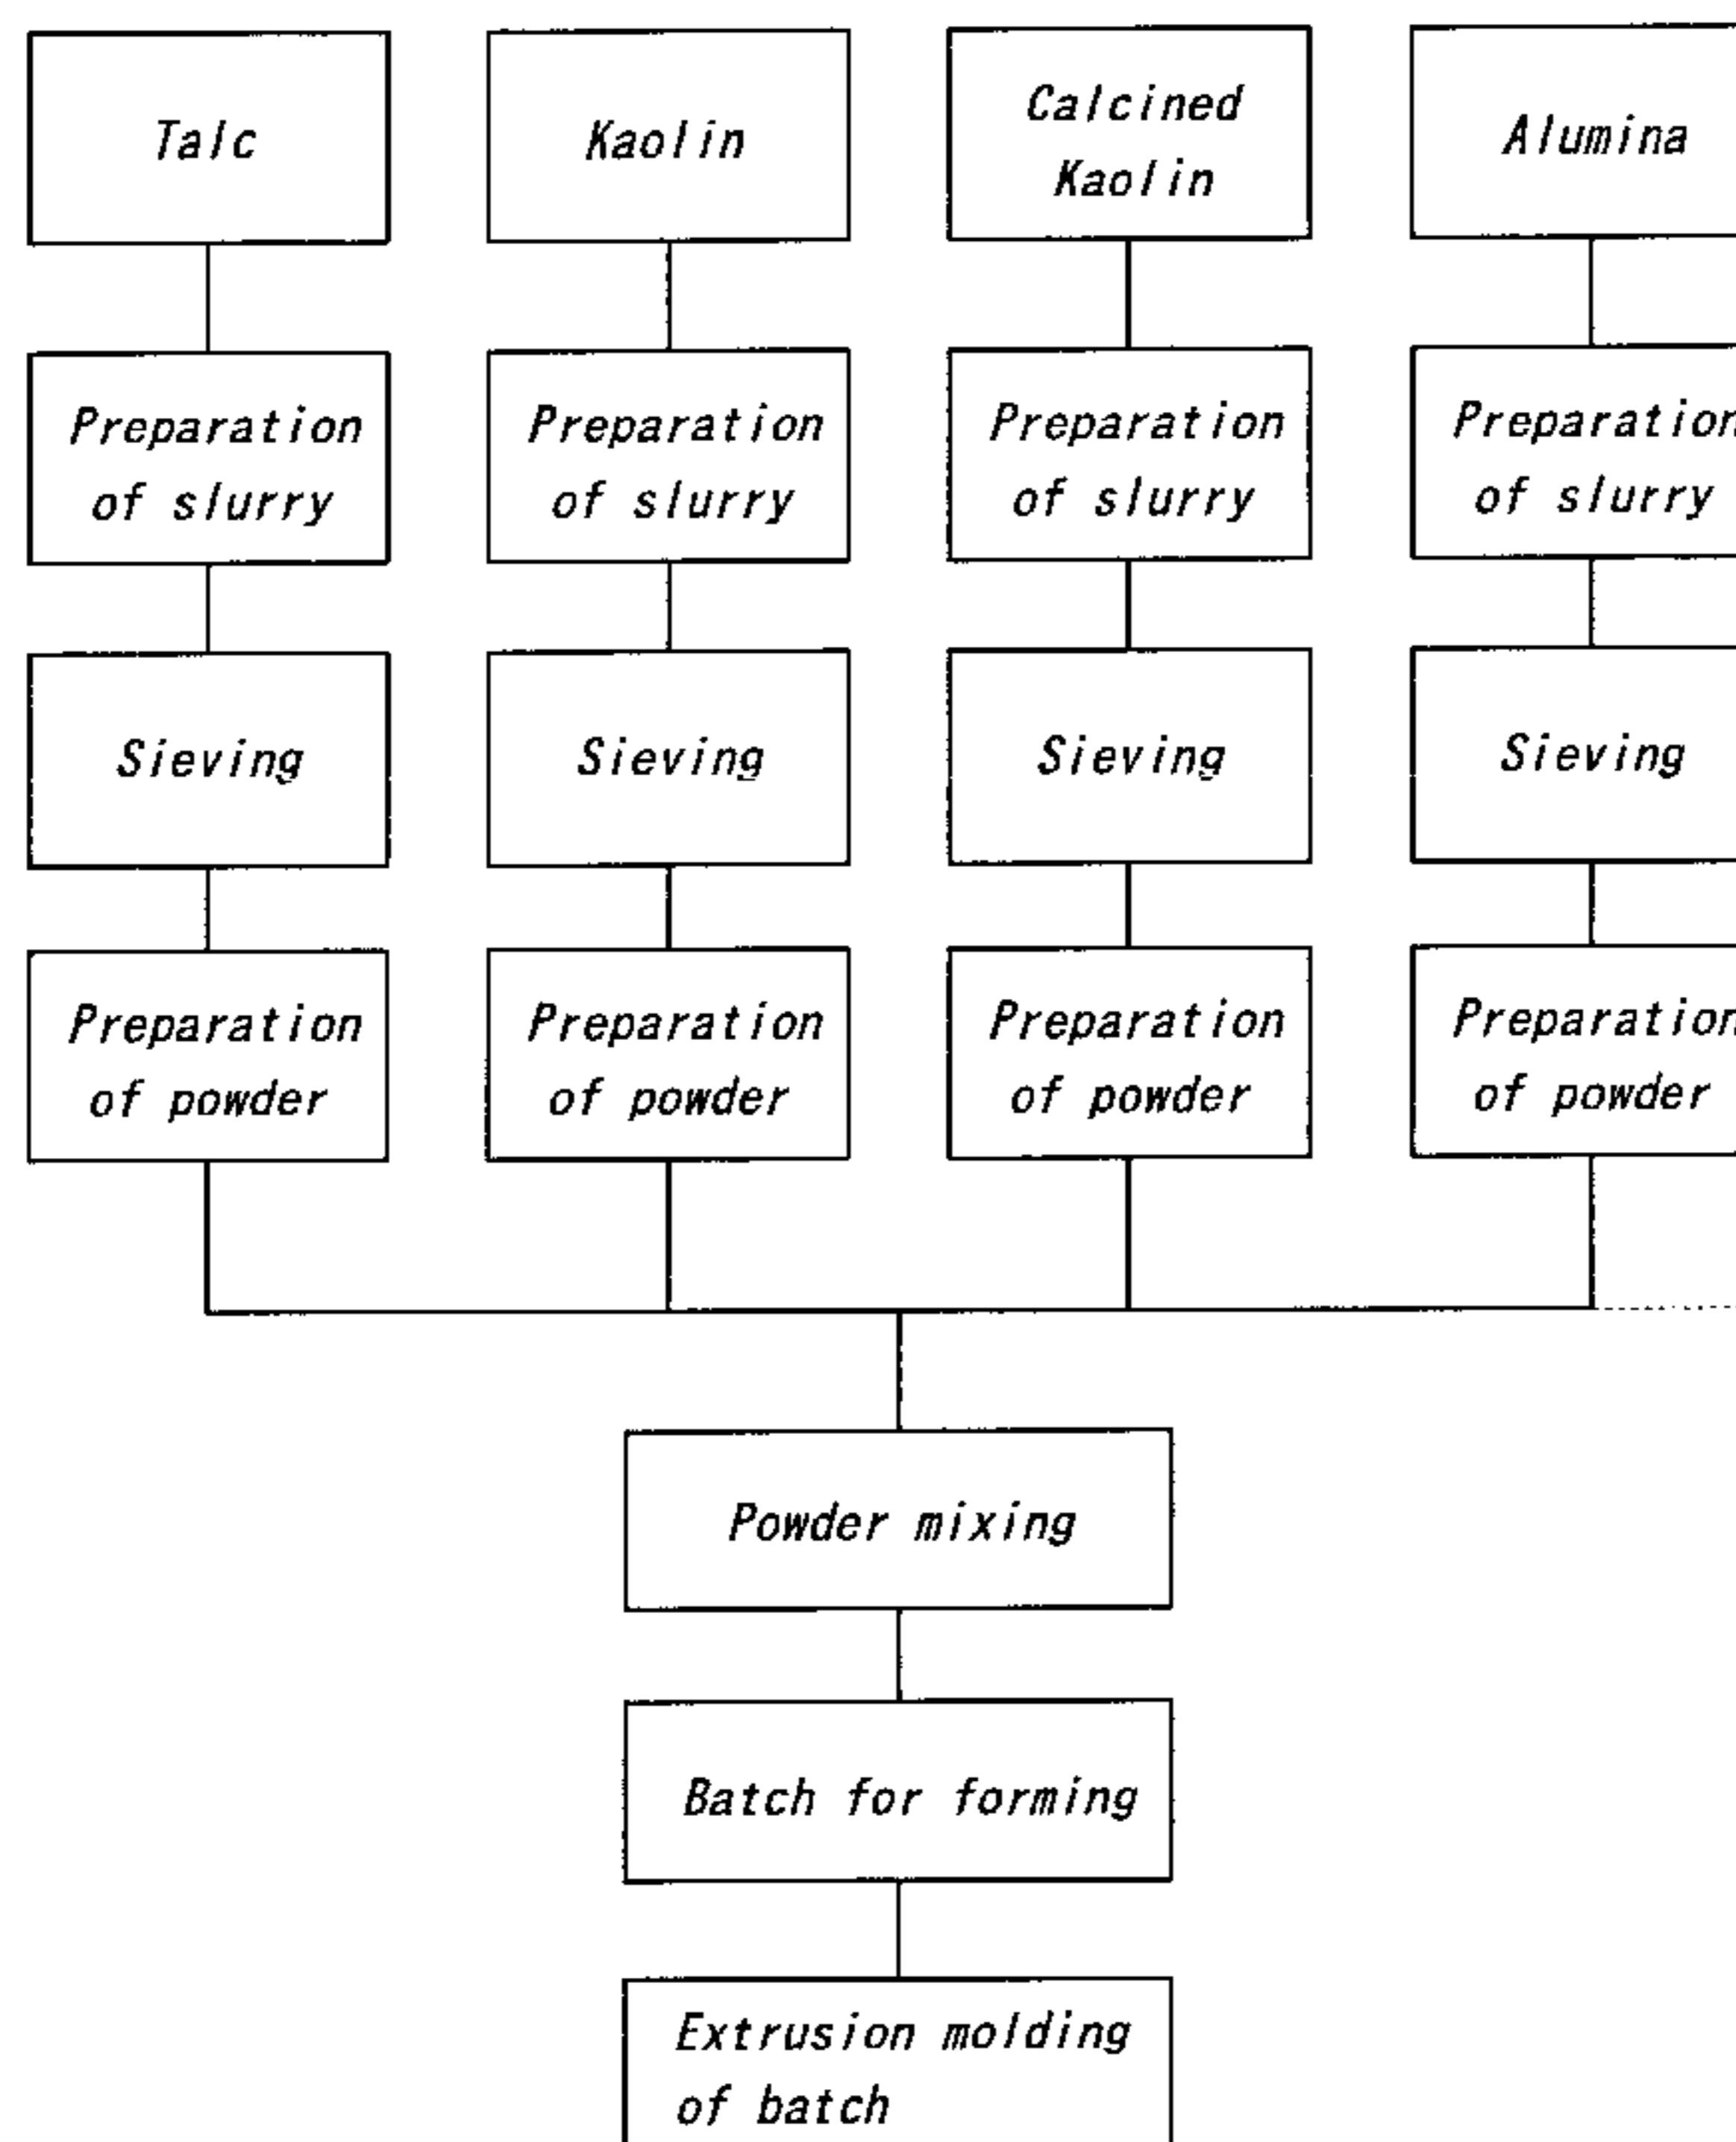 Talc
Kaolin
Calcined
Kaolin
Alumina
Preparation
of slurry
Preparation
of slurry
Preparation
of slurry
Preparation
of slurry
Sieving
Sieving
Sieving
Sieving
Preparation
of powder
Preparation
of powder
Preparation
of powder
Preparation
of powder
Powder mixing
Batch for forming
Extrusion molding
of batch